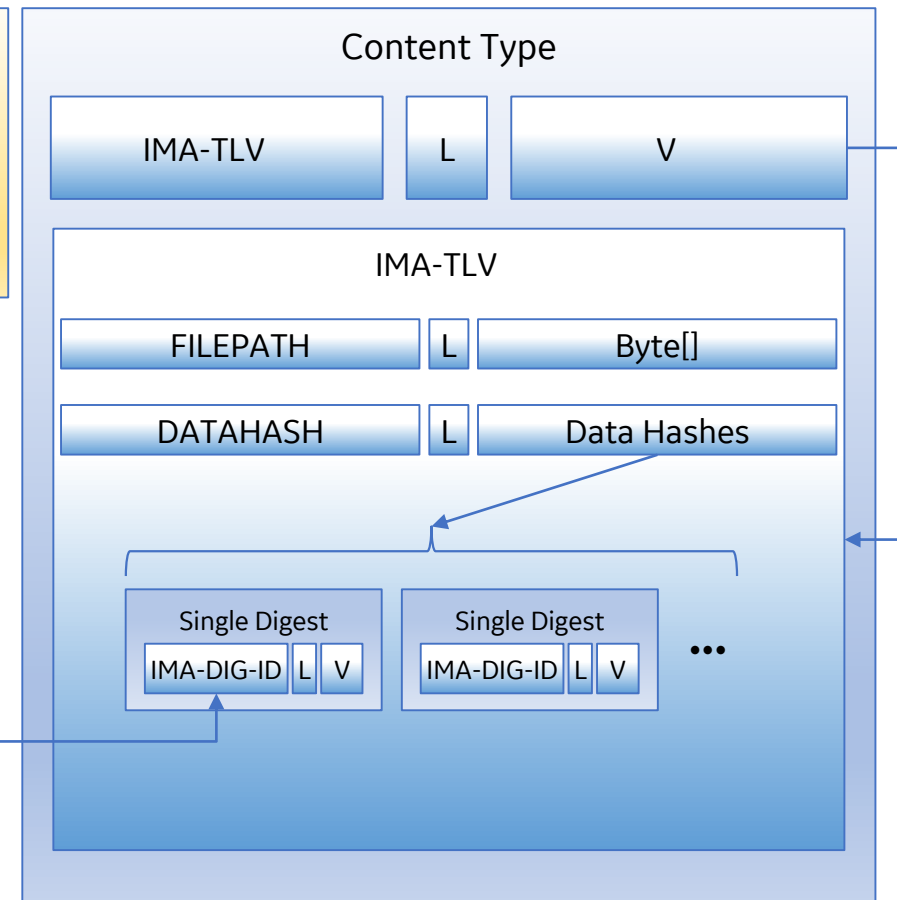 Content Type
IMA-TLV L V
IMA-TLV
FILEPATH L Byte[]
DATAHASH L Data Hashes
Single Digest Single Digest
IMA-DIG-ID L V IMA-DIG-ID L V •••